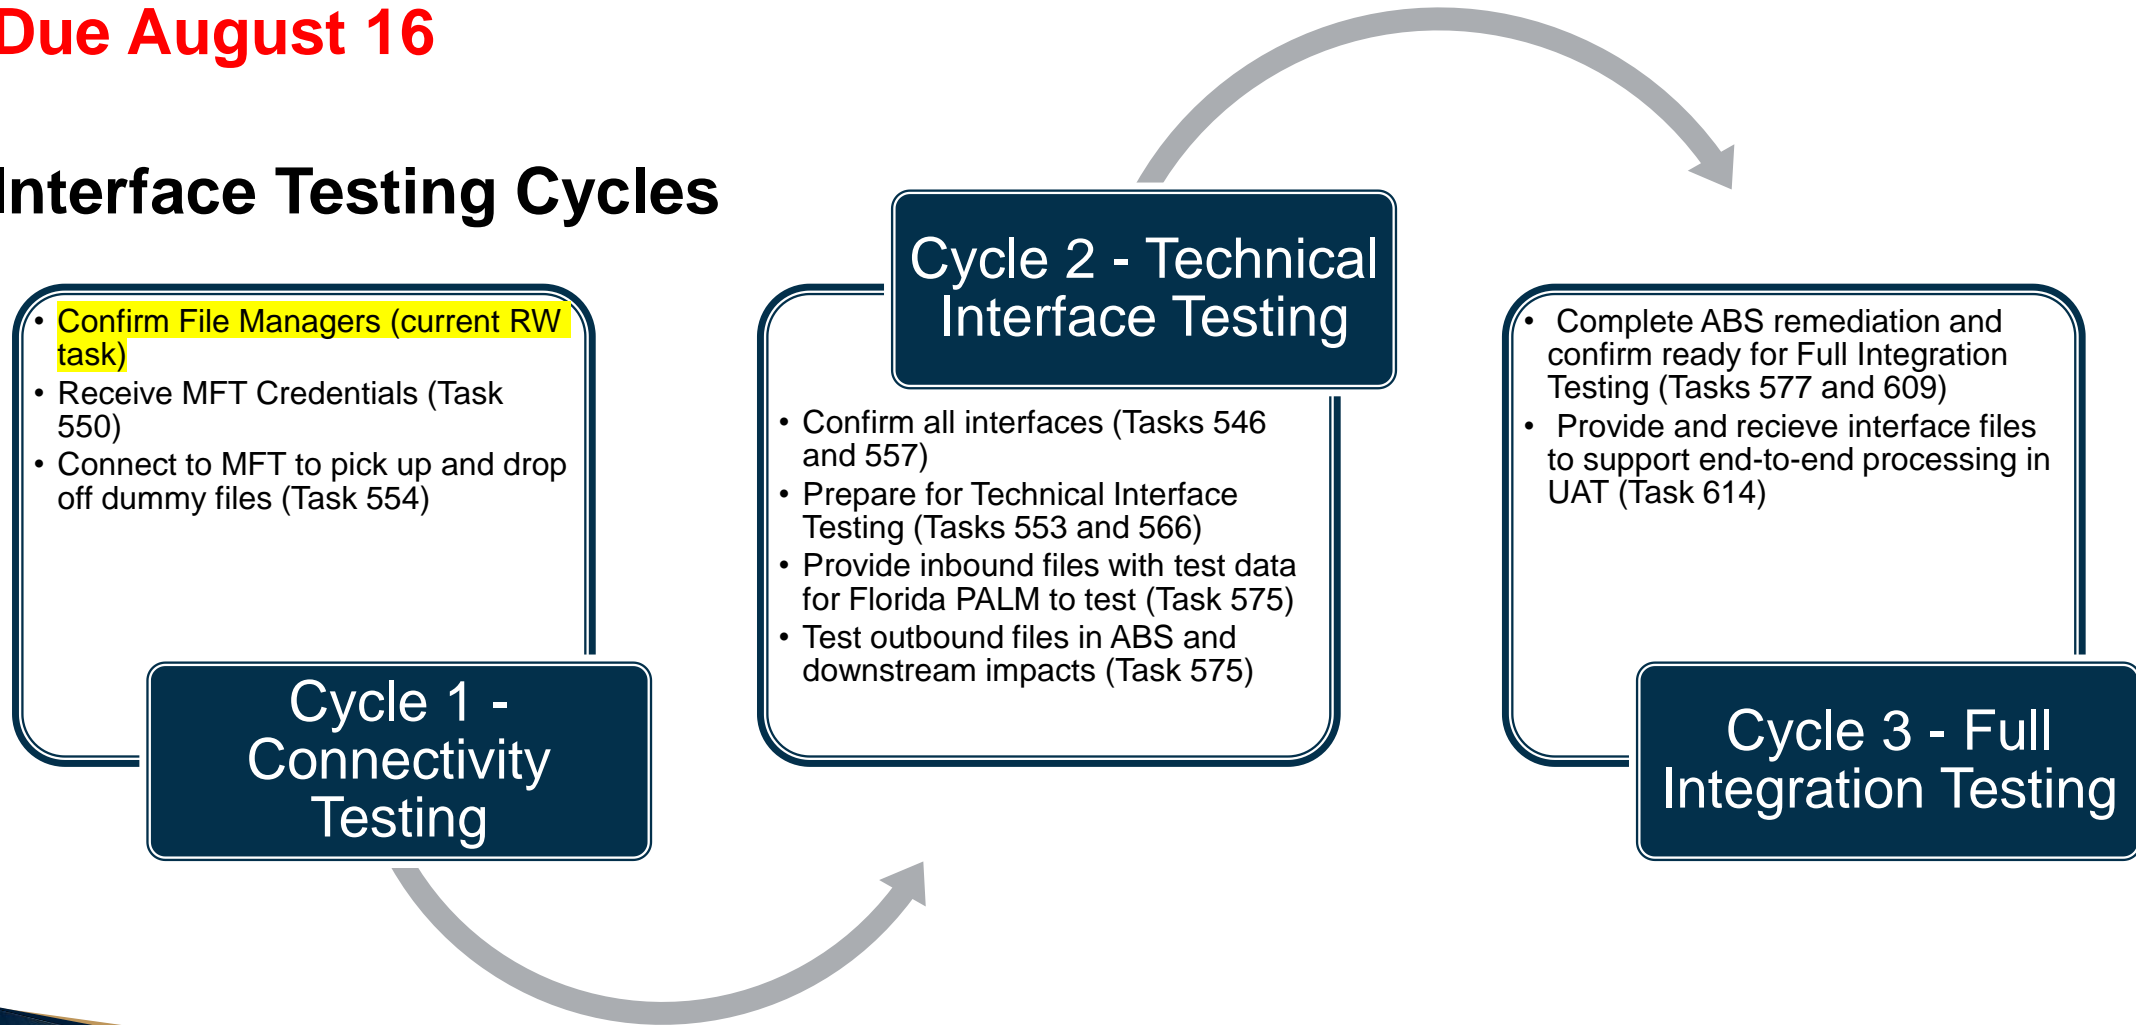 Due August 16
Interface Testing Cycles
• Confirm File Managers (current RW
task)
• Receive MFT Credentials (Task
550)
• Connect to MFT to pick up and drop
off dummy files (Task 554)
Cycle 1 -
Connectivity
Testing
Cycle 2 - Technical
Interface Testing
• Confirm all interfaces (Tasks 546
and 557)
• Prepare for Technical Interface
Testing (Tasks 553 and 566)
• Provide inbound files with test data
for Florida PALM to test (Task 575)
• Test outbound files in ABS and
downstream impacts (Task 575)
• Complete ABS remediation and
confirm ready for Full Integration
Testing (Tasks 577 and 609)
• Provide and recieve interface files
to support end-to-end processing in
UAT (Task 614)
Cycle 3 - Full
Integration Testing